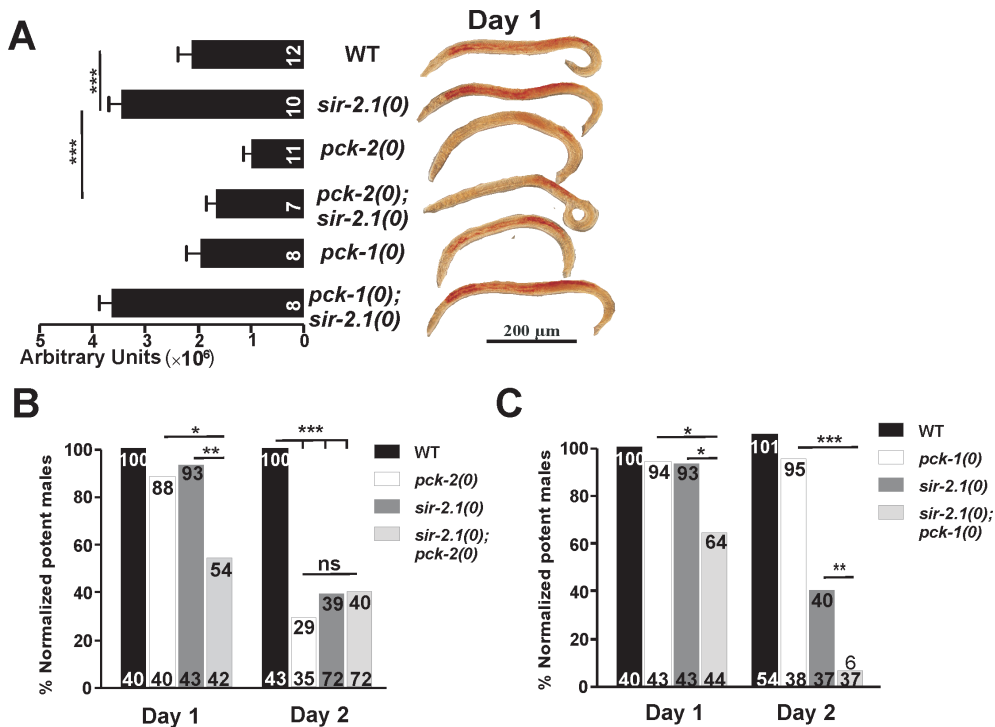 A
Day 1
12 WT
10 sir-2.1(0)
11 pck-2(0)
7 pck-2(0);
sir-2.1(0)
8 pck-1(0)
8 pck-1(0);
sir-2.1(0)
***
***
5 4 3 2 1 0
Arbitrary Units (×10⁶)
200 µm
B
% Normalized potent males
100
80
60
40
20
0
100 88 93 54
* **
40 40 43 42
Day 1
***
ns
100 29 39 40
43 35 72 72
Day 2
WT
pck-2(0)
sir-2.1(0)
sir-2.1(0);
pck-2(0)
C
% Normalized potent males
100
80
60
40
20
0
100 94 93 64
* *
40 43 43 44
Day 1
***
**
101 95 40 6
54 38 37 37
Day 2
WT
pck-1(0)
sir-2.1(0)
sir-2.1(0);
pck-1(0)